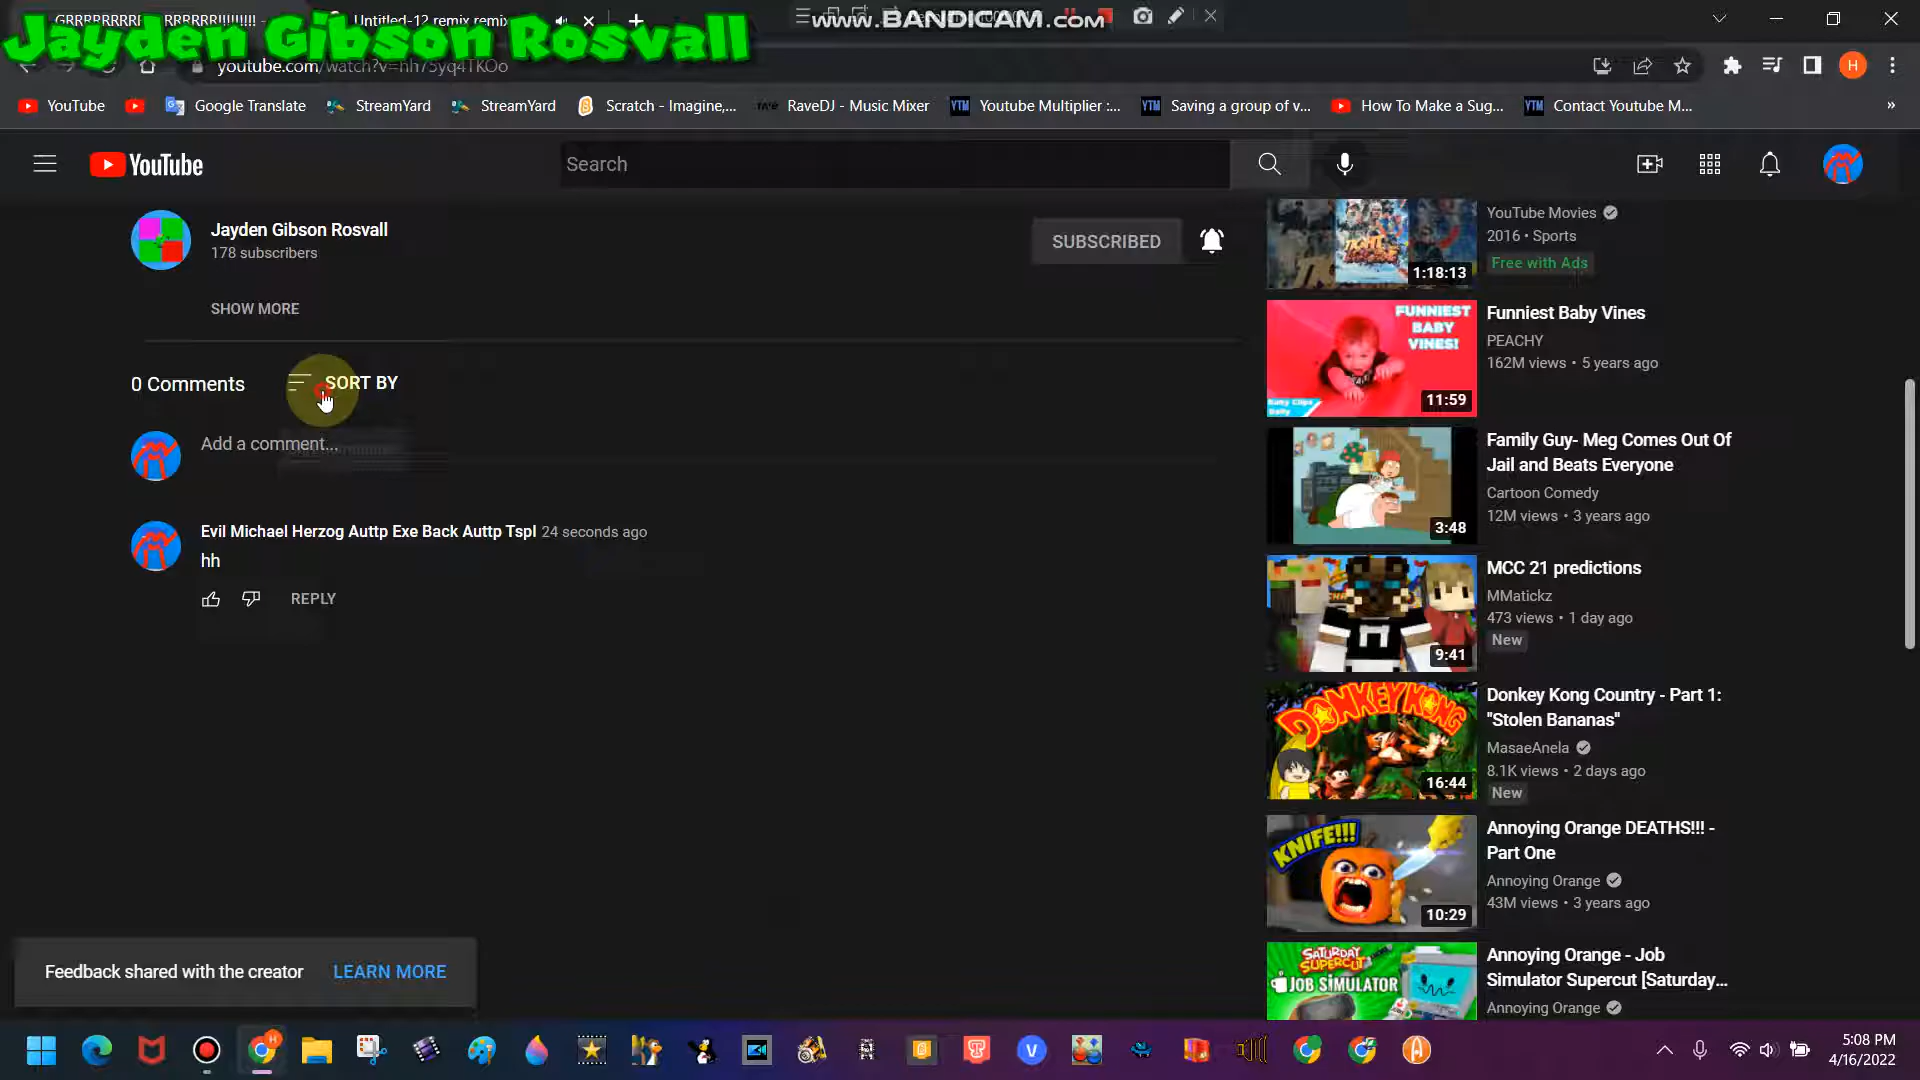 GRRRRRRRRRRRRRRRR!!!!!!!!! -
Untitled-12 remix remix
www.BANDICAM.com
Jayden Gibson Rosvall
youtube.com/watch?v=hh75yq4TKOo
H
YouTube
Google Translate
StreamYard
StreamYard
Scratch - Imagine,...
RaveDJ - Music Mixer
YTM Youtube Multiplier :...
YTM Saving a group of v...
How To Make a Sug...
YTM Contact Youtube M...
»
YouTube
Search
Jayden Gibson Rosvall
178 subscribers
SUBSCRIBED
SHOW MORE
0 Comments
SORT BY
Add a comment...
Evil Michael Herzog Auttp Exe Back Auttp Tspl 24 seconds ago
hh
REPLY
YouTube Movies
2016 • Sports
Free with Ads
1:18:13
FUNNIEST
BABY
VINES!
11:59
Funniest Baby Vines
PEACHY
162M views • 5 years ago
3:48
Family Guy- Meg Comes Out Of
Jail and Beats Everyone
Cartoon Comedy
12M views • 3 years ago
9:41
MCC 21 predictions
MMatickz
473 views • 1 day ago
New
DONKEY KONG
16:44
Donkey Kong Country - Part 1:
"Stolen Bananas"
MasaeAnela
8.1K views • 2 days ago
New
KNIFE!!!
10:29
Annoying Orange DEATHS!!! -
Part One
Annoying Orange
43M views • 3 years ago
SATURDAY
SUPERCUT
JOB SIMULATOR
Annoying Orange - Job
Simulator Supercut [Saturday...
Annoying Orange
Feedback shared with the creator
LEARN MORE
5:08 PM
4/16/2022